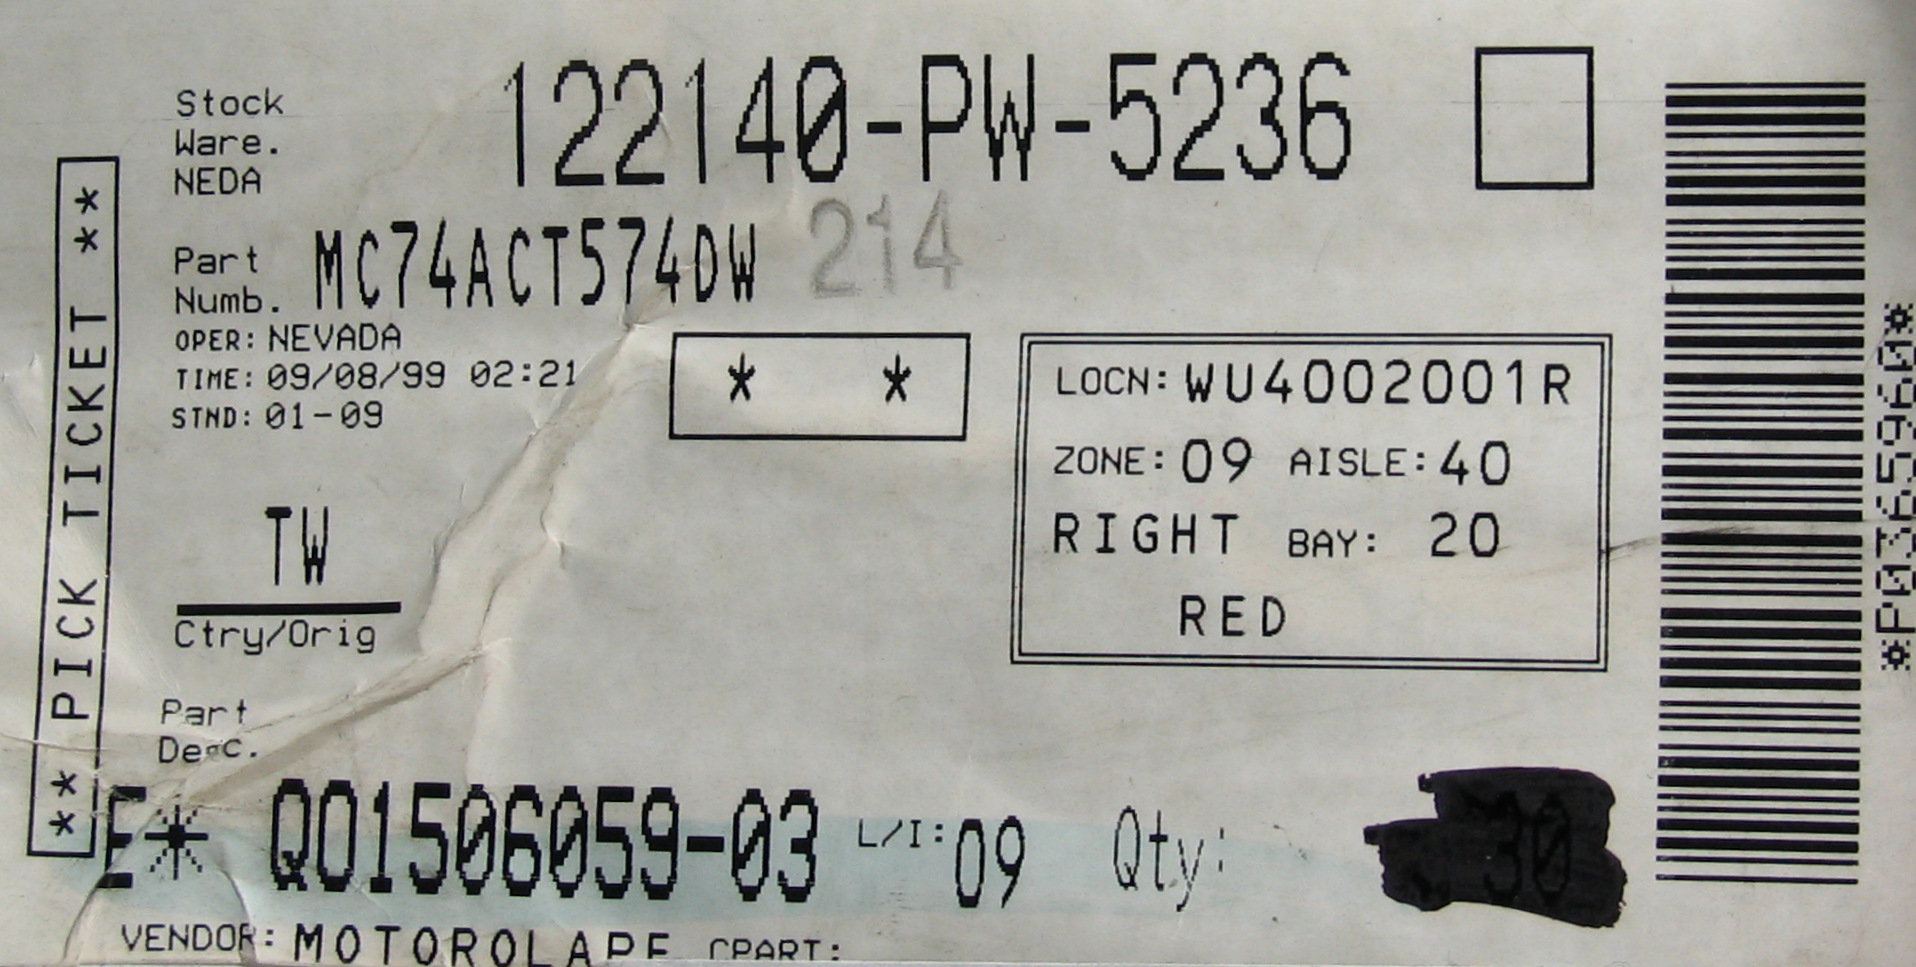 Stock
Ware.
NEDA
122140-PW-5236
Part
Numb. MC74ACT574DW 214
OPER: NEVADA
TIME: 09/08/99 02:21
STND: 01-09
* *
LOCN: WU4002001R
ZONE: 09 AISLE: 40
RIGHT BAY: 20
RED
TW
Ctry/Orig
Part
Desc.
E* QO1506059-03 L/I: 09 Qty: 30
VENDOR: MOTOROLAPE CPART:
** PICK TICKET **
*P03659600*